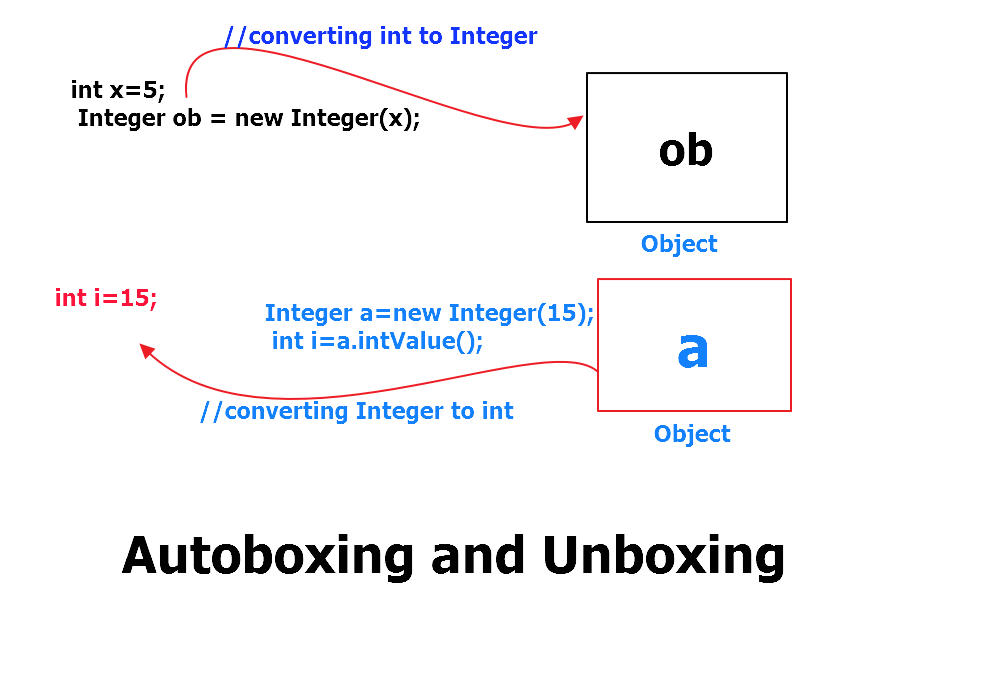 //converting int to Integer
int x=5;
Integer ob = new Integer(x);
ob
Object
int i=15;
Integer a=new Integer(15);
int i=a.intValue();
a
//converting Integer to int
Object
Autoboxing and Unboxing